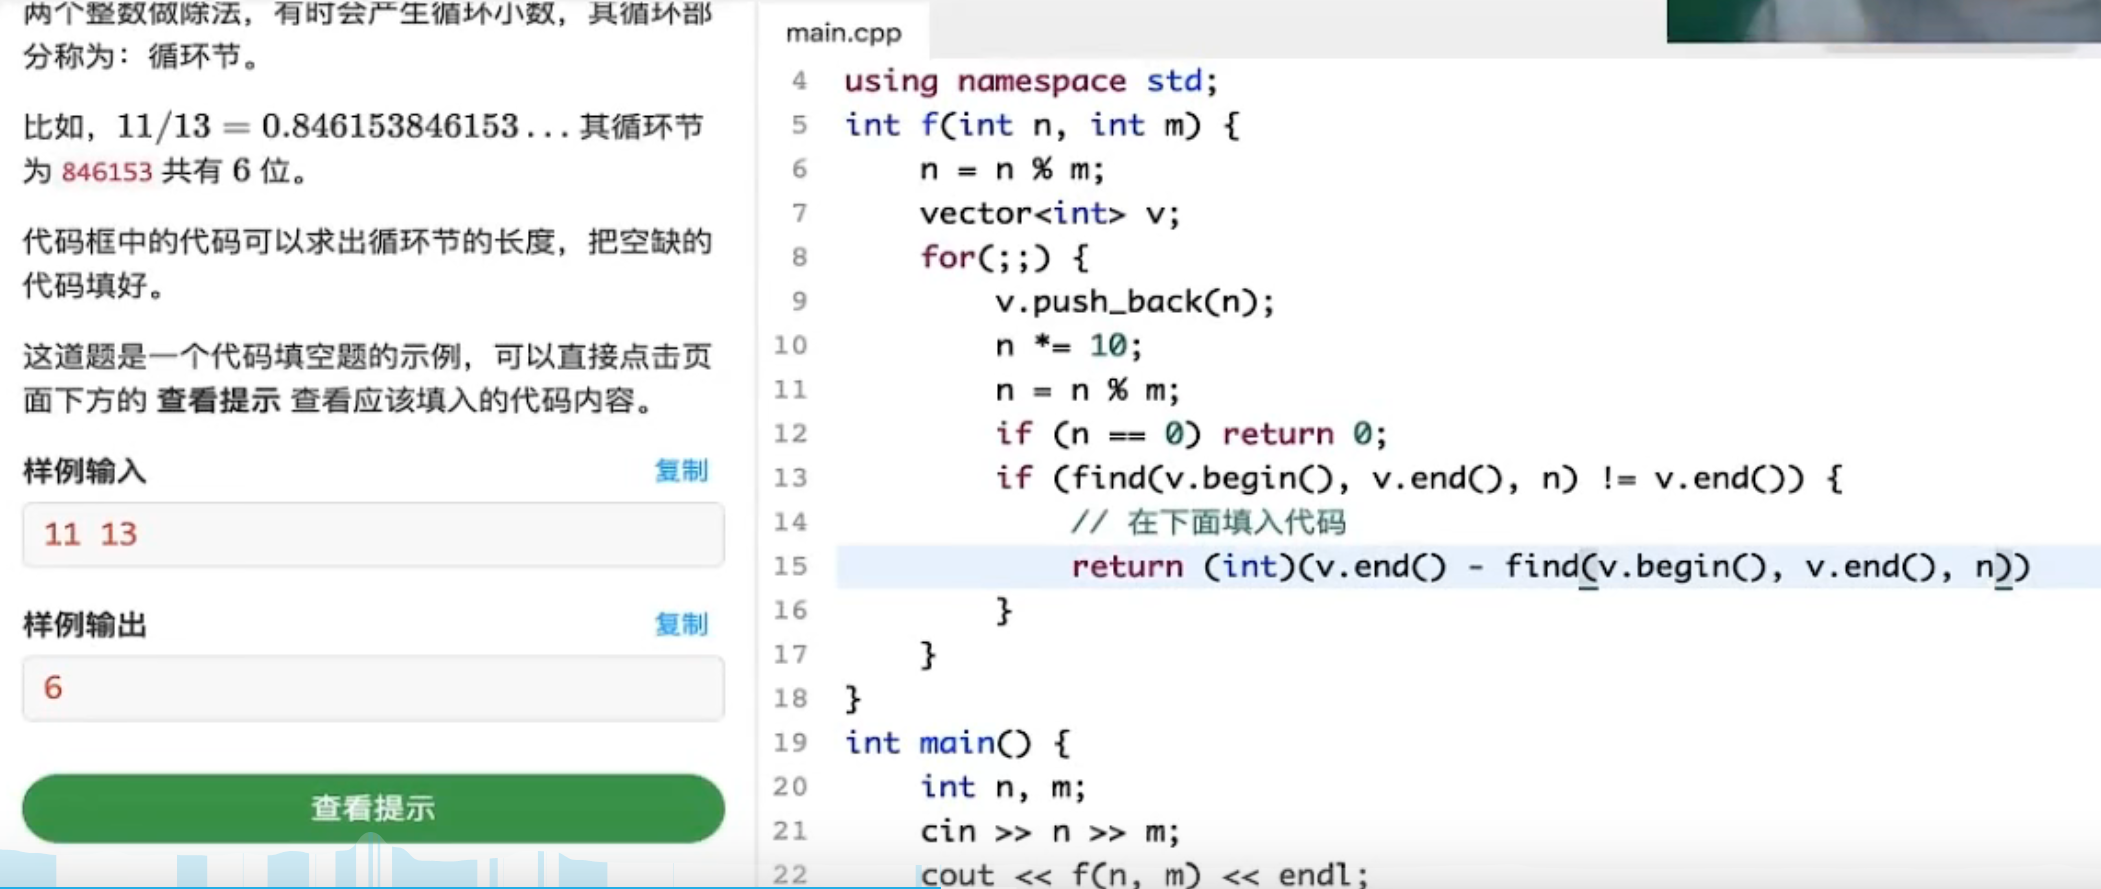 两个整数做除法，有时会产生循环小数，其循环部
分称为：循环节。
比如，11/13 = 0.846153846153... 其循环节
为 846153 共有 6 位。
代码框中的代码可以求出循环节的长度，把空缺的
代码填好。
这道题是一个代码填空题的示例，可以直接点击页
面下方的 查看提示 查看应该填入的代码内容。
样例输入 复制
11 13
样例输出 复制
6
查看提示
main.cpp
4 using namespace std;
5 int f(int n, int m) {
6 n = n % m;
7 vector<int> v;
8 for(;;) {
9 v.push_back(n);
10 n *= 10;
11 n = n % m;
12 if (n == 0) return 0;
13 if (find(v.begin(), v.end(), n) != v.end()) {
14 // 在下面填入代码
15 return (int)(v.end() - find(v.begin(), v.end(), n))
16 }
17 }
18 }
19 int main() {
20 int n, m;
21 cin >> n >> m;
22 cout << f(n, m) << endl;